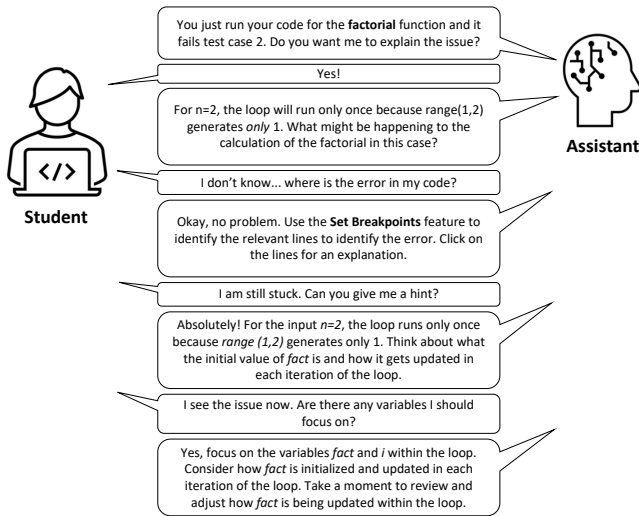 You just run your code for the factorial function and it
fails test case 2. Do you want me to explain the issue?
Yes!
For n=2, the loop will run only once because range(1,2)
generates only 1. What might be happening to the
calculation of the factorial in this case?
Assistant
</>
I don't know... where is the error in my code?
Student
Okay, no problem. Use the Set Breakpoints feature to
identify the relevant lines to identify the error. Click on
the lines for an explanation.
I am still stuck. Can you give me a hint?
Absolutely! For the input n=2, the loop runs only once
because range (1,2) generates only 1. Think about what
the initial value of fact is and how it gets updated in
each iteration of the loop.
I see the issue now. Are there any variables I should
focus on?
Yes, focus on the variables fact and i within the loop.
Consider how fact is initialized and updated in each
iteration of the loop. Take a moment to review and
adjust how fact is being updated within the loop.